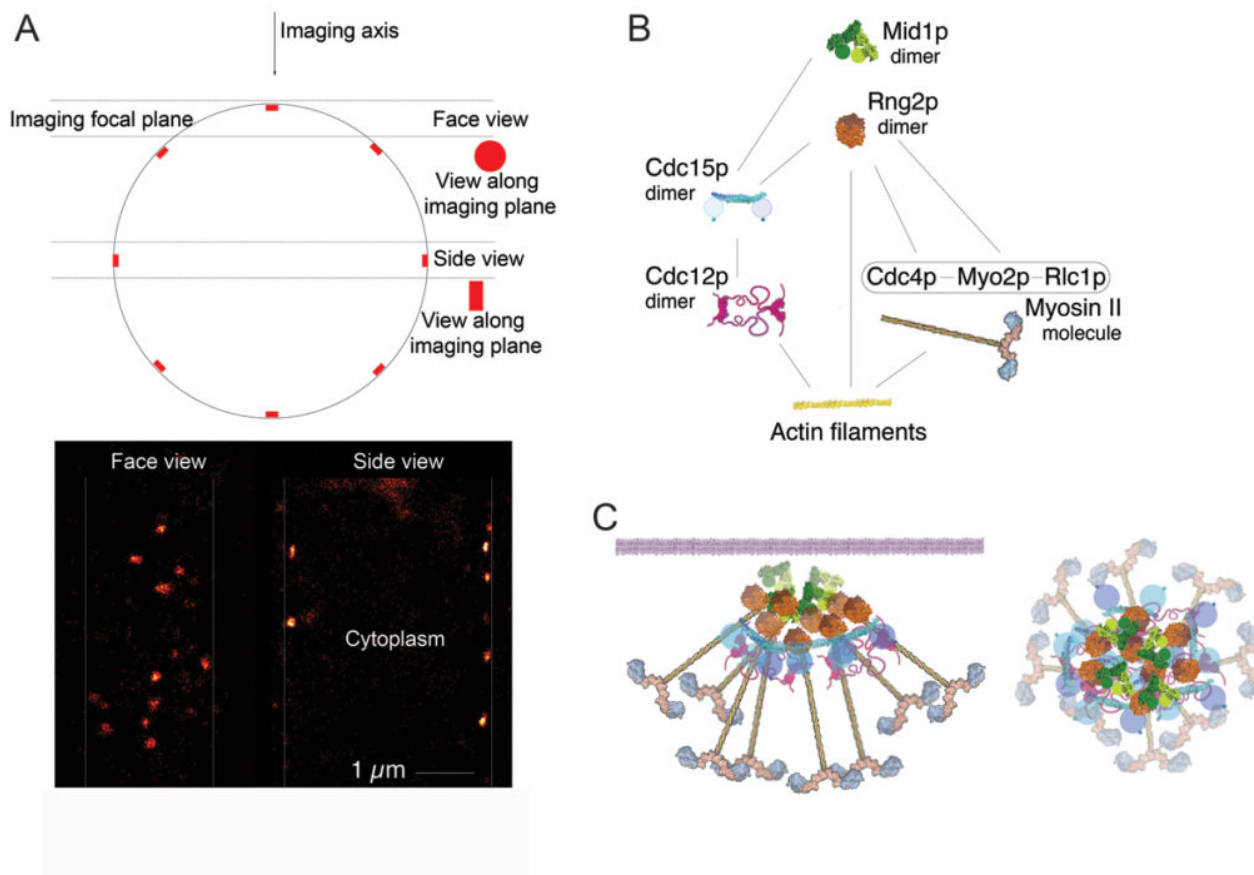 A
Imaging axis
Imaging focal plane
Face view
View along
imaging plane
Side view
View along
imaging plane
Face view
Side view
Cytoplasm
1 µm
B
Mid1p
dimer
Rng2p
dimer
Cdc15p
dimer
Cdc12p
dimer
Cdc4p – Myo2p – Rlc1p
Myosin II
molecule
Actin filaments
C